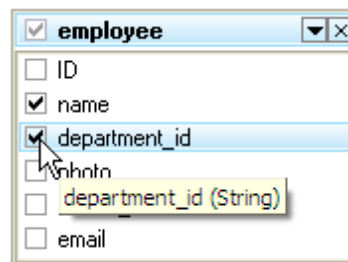 employee
ID
name
department_id
photo
department_id (String)
email